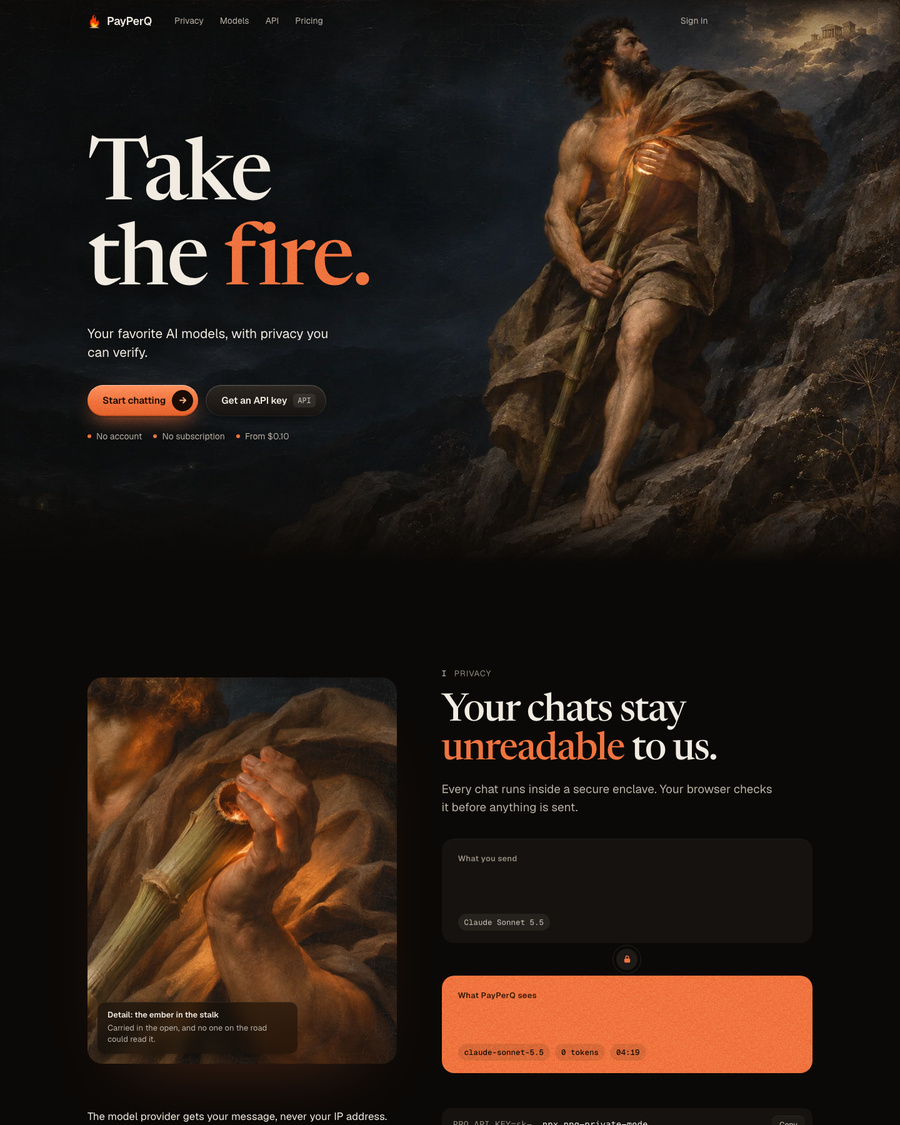 PayPerQ
Privacy
Models
API
Pricing
Sign in
Take
the fire.
Your favorite AI models, with privacy you
can verify.
Start chatting
Get an API key API
No account
No subscription
From $0.10
I PRIVACY
Your chats stay
unreadable to us.
Every chat runs inside a secure enclave. Your browser checks
it before anything is sent.
What you send
Claude Sonnet 5.5
What PayPerQ sees
claude-sonnet-5.5 0 tokens 04:19
Detail: the ember in the stalk
Carried in the open, and no one on the road
could read it.
The model provider gets your message, never your IP address.